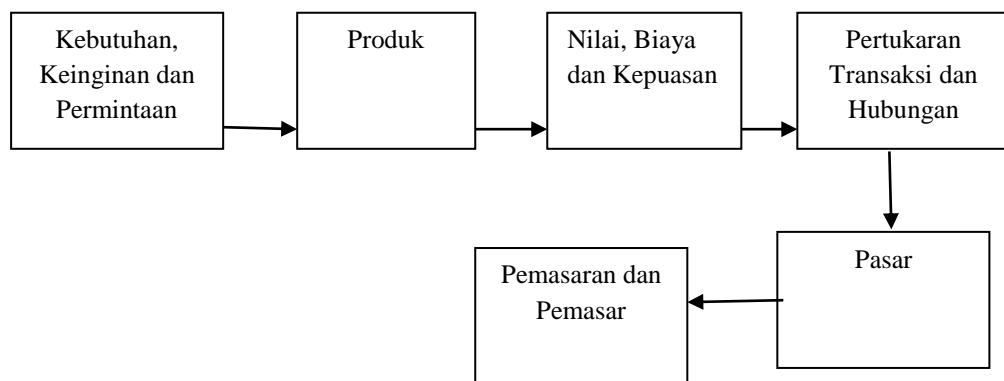 Kebutuhan,
Keinginan dan
Permintaan
Produk
Nilai, Biaya
dan Kepuasan
Pertukaran
Transaksi dan
Hubungan
Pasar
Pemasaran dan
Pemasar